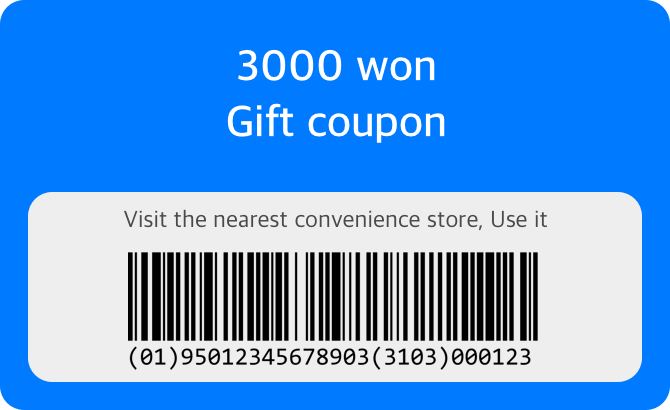 3000 won
Gift coupon
Visit the nearest convenience store, Use it
(01)95012345678903(3103)000123